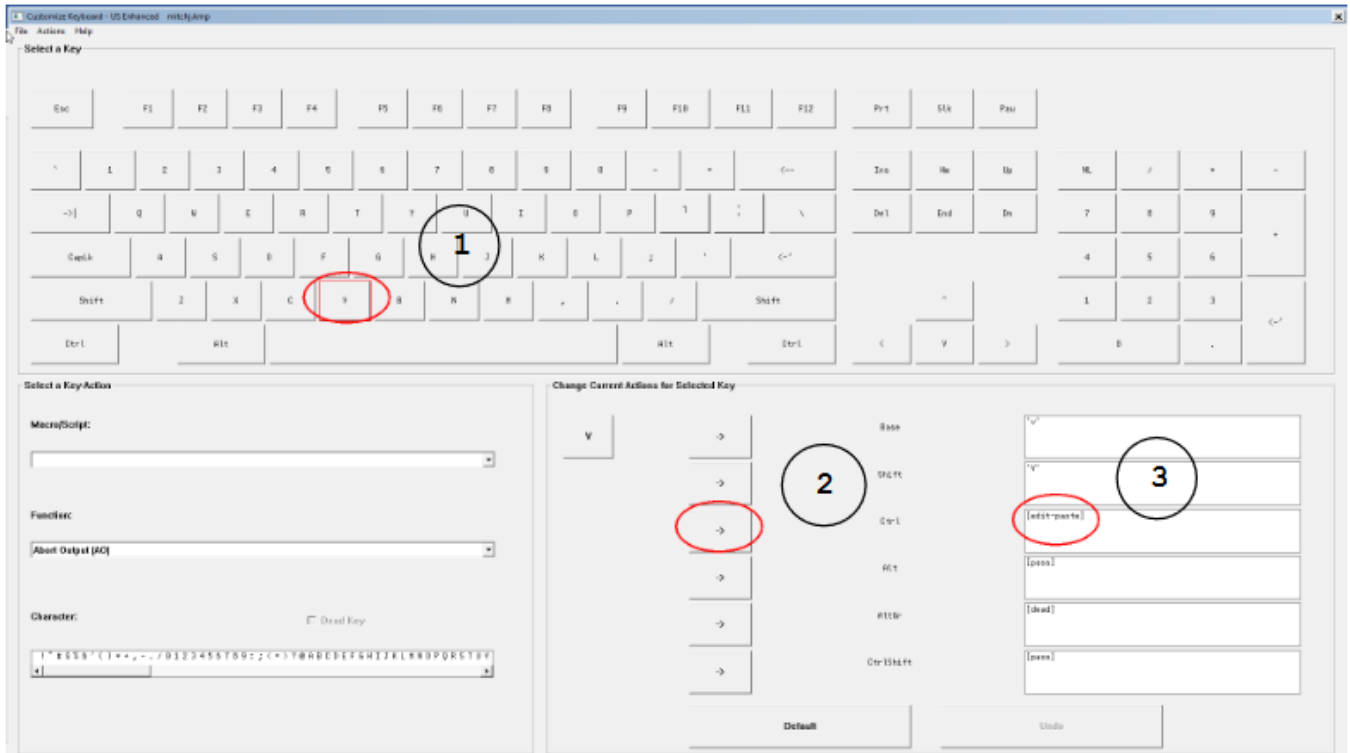 Customize Keyboard - US Enhanced mitchj.kmp
File Actions Help
Select a Key
Esc F1 F2 F3 F4 F5 F6 F7 F8 F9 F10 F11 F12 Prt Slk Pau
` 1 2 3 4 5 6 7 8 9 0 - = <-- Ins Hm Up NL / * -
->| Q W E R T Y U I O P ] [ \ Del End Dn 7 8 9 +
1
CapLk A S D F G H J K L ; ' <-' 4 5 6
Shift Z X C V B N M , . / Shift ^ 1 2 3 <-'
Ctrl Alt Alt Ctrl < V > 0 .
Select a Key-Action
Macro/Script:
Function:
Abort Output (AO)
Character:
Dead Key
Change Current Actions for Selected Key
V
-> Base 'v'
-> Shift 'V'
2 3
-> Ctrl [edit-paste]
-> Alt [pass]
-> AltGr [dead]
-> CtrlShift [pass]
Default Undo